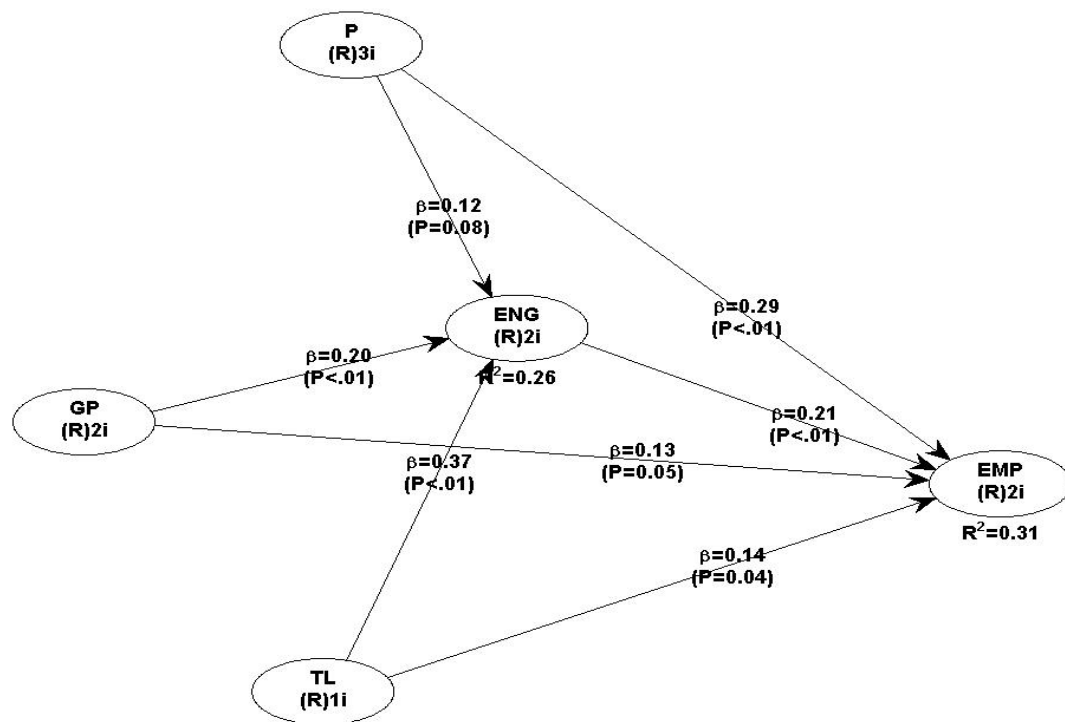 P
(R)3i
β=0.12
(P=0.08)
β=0.29
(P<.01)
ENG
(R)2i
R²=0.26
β=0.20
(P<.01)
GP
(R)2i
β=0.21
(P<.01)
β=0.37
(P<.01)
β=0.13
(P=0.05)
EMP
(R)2i
R²=0.31
β=0.14
(P=0.04)
TL
(R)1i